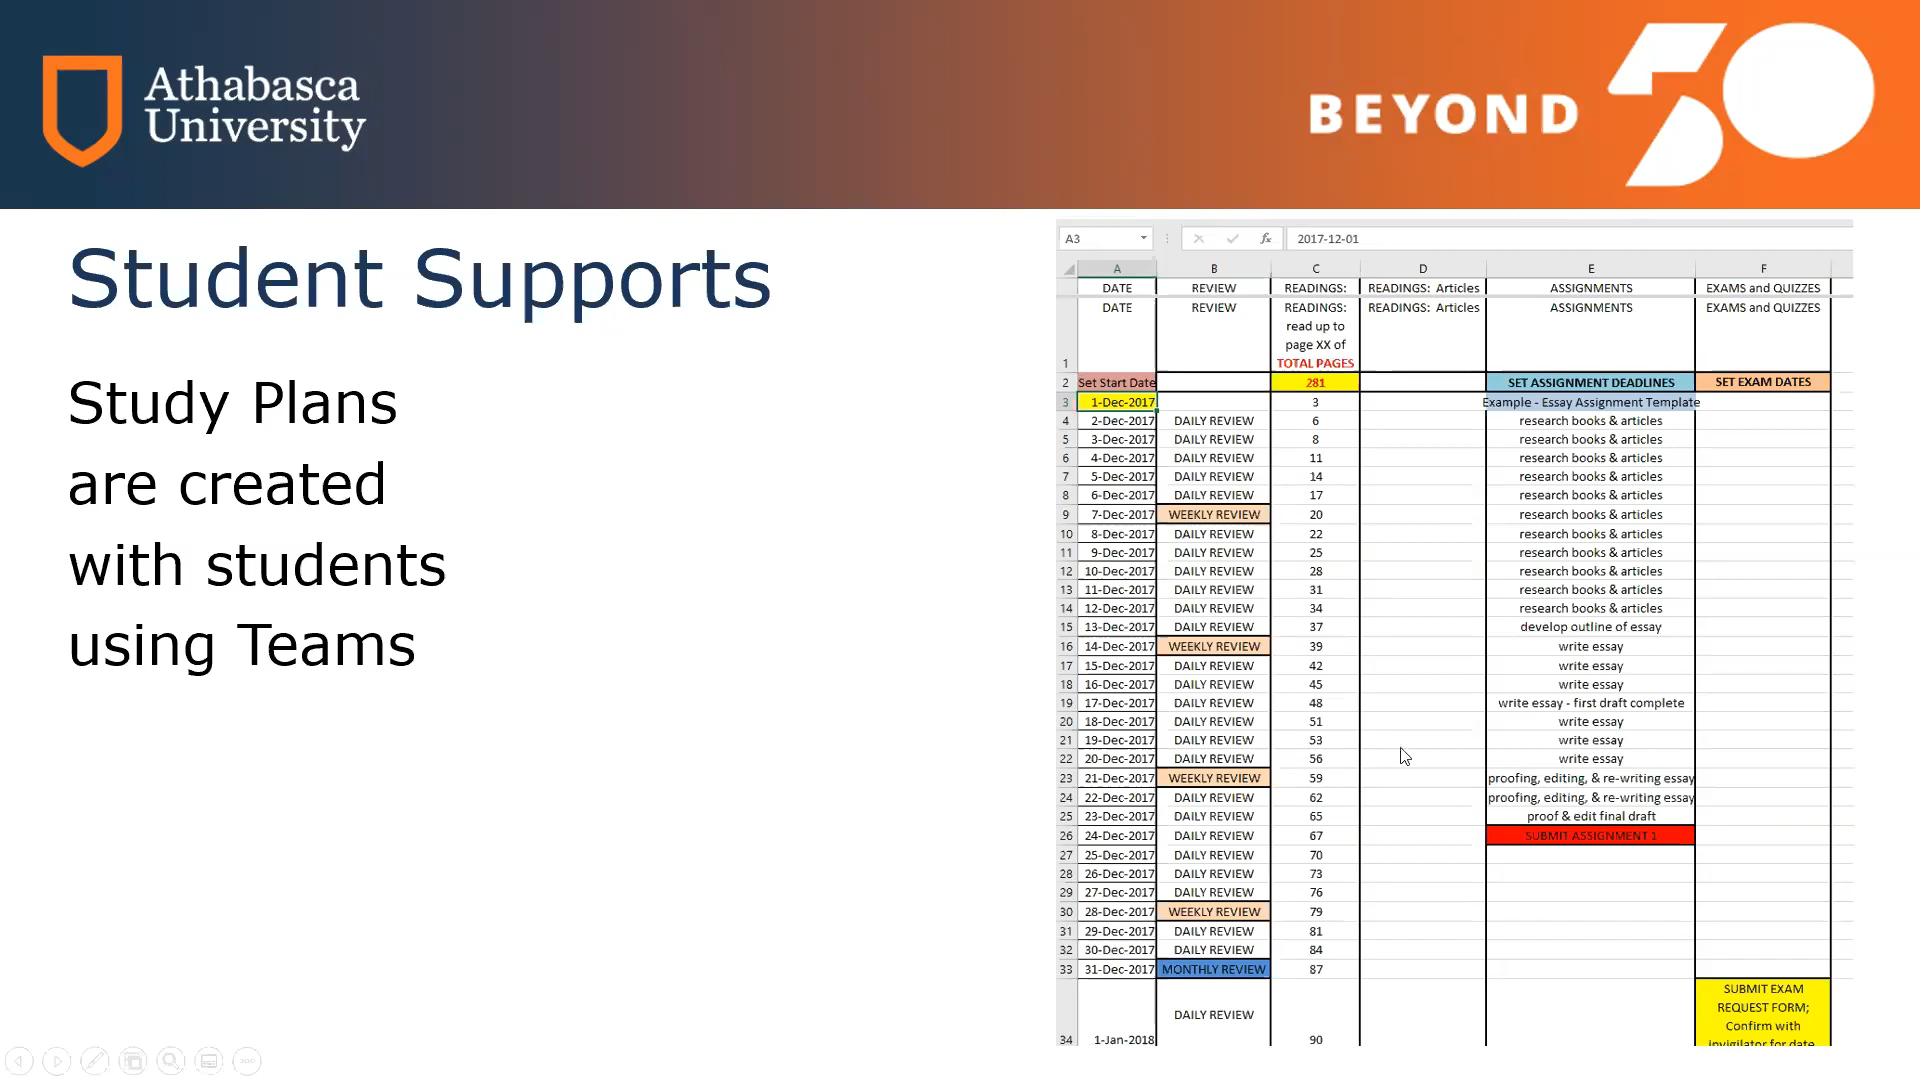 Athabasca
University
BEYOND 50
Student Supports
Study Plans
are created
with students
using Teams
A3 fx 2017-12-01
A B C D E F
DATE REVIEW READINGS: READINGS: Articles ASSIGNMENTS EXAMS and QUIZZES
DATE REVIEW READINGS: READINGS: Articles ASSIGNMENTS EXAMS and QUIZZES
read up to
page XX of
1 TOTAL PAGES
2 Set Start Date 281 SET ASSIGNMENT DEADLINES SET EXAM DATES
3 1-Dec-2017 3 Example - Essay Assignment Template
4 2-Dec-2017 DAILY REVIEW 6 research books & articles
5 3-Dec-2017 DAILY REVIEW 8 research books & articles
6 4-Dec-2017 DAILY REVIEW 11 research books & articles
7 5-Dec-2017 DAILY REVIEW 14 research books & articles
8 6-Dec-2017 DAILY REVIEW 17 research books & articles
9 7-Dec-2017 WEEKLY REVIEW 20 research books & articles
10 8-Dec-2017 DAILY REVIEW 22 research books & articles
11 9-Dec-2017 DAILY REVIEW 25 research books & articles
12 10-Dec-2017 DAILY REVIEW 28 research books & articles
13 11-Dec-2017 DAILY REVIEW 31 research books & articles
14 12-Dec-2017 DAILY REVIEW 34 research books & articles
15 13-Dec-2017 DAILY REVIEW 37 develop outline of essay
16 14-Dec-2017 WEEKLY REVIEW 39 write essay
17 15-Dec-2017 DAILY REVIEW 42 write essay
18 16-Dec-2017 DAILY REVIEW 45 write essay
19 17-Dec-2017 DAILY REVIEW 48 write essay - first draft complete
20 18-Dec-2017 DAILY REVIEW 51 write essay
21 19-Dec-2017 DAILY REVIEW 53 write essay
22 20-Dec-2017 DAILY REVIEW 56 write essay
23 21-Dec-2017 WEEKLY REVIEW 59 proofing, editing, & re-writing essay
24 22-Dec-2017 DAILY REVIEW 62 proofing, editing, & re-writing essay
25 23-Dec-2017 DAILY REVIEW 65 proof & edit final draft
26 24-Dec-2017 DAILY REVIEW 67 SUBMIT ASSIGNMENT 1
27 25-Dec-2017 DAILY REVIEW 70
28 26-Dec-2017 DAILY REVIEW 73
29 27-Dec-2017 DAILY REVIEW 76
30 28-Dec-2017 WEEKLY REVIEW 79
31 29-Dec-2017 DAILY REVIEW 81
32 30-Dec-2017 DAILY REVIEW 84
33 31-Dec-2017 MONTHLY REVIEW 87
SUBMIT EXAM
REQUEST FORM;
DAILY REVIEW
Confirm with
34 1-Jan-2018 90 invigilator for date